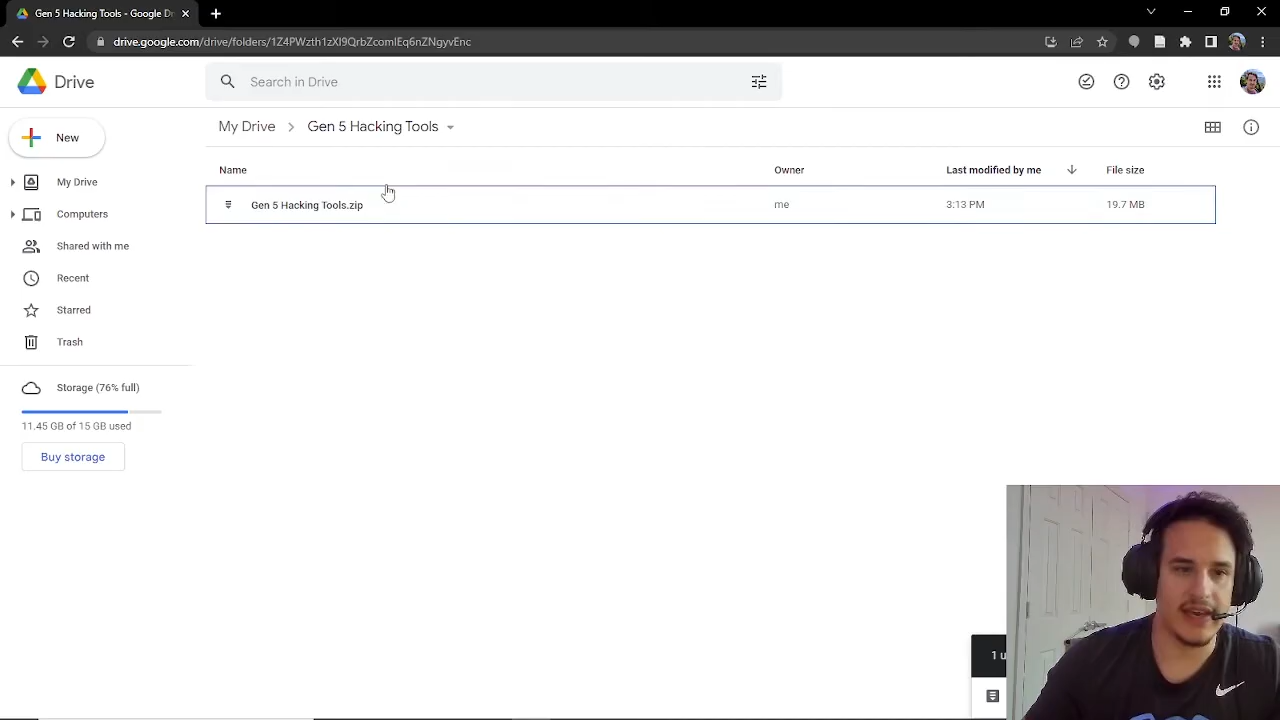 Gen 5 Hacking Tools - Google Dr
drive.google.com/drive/folders/1Z4PWzth1zXI9QrbZcomIEq6nZNgyvEnc
Drive
Search in Drive
New
My Drive
Computers
Shared with me
Recent
Starred
Trash
Storage (76% full)
11.45 GB of 15 GB used
Buy storage
My Drive > Gen 5 Hacking Tools
Name Owner Last modified by me File size
Gen 5 Hacking Tools.zip me 3:13 PM 19.7 MB
1 u